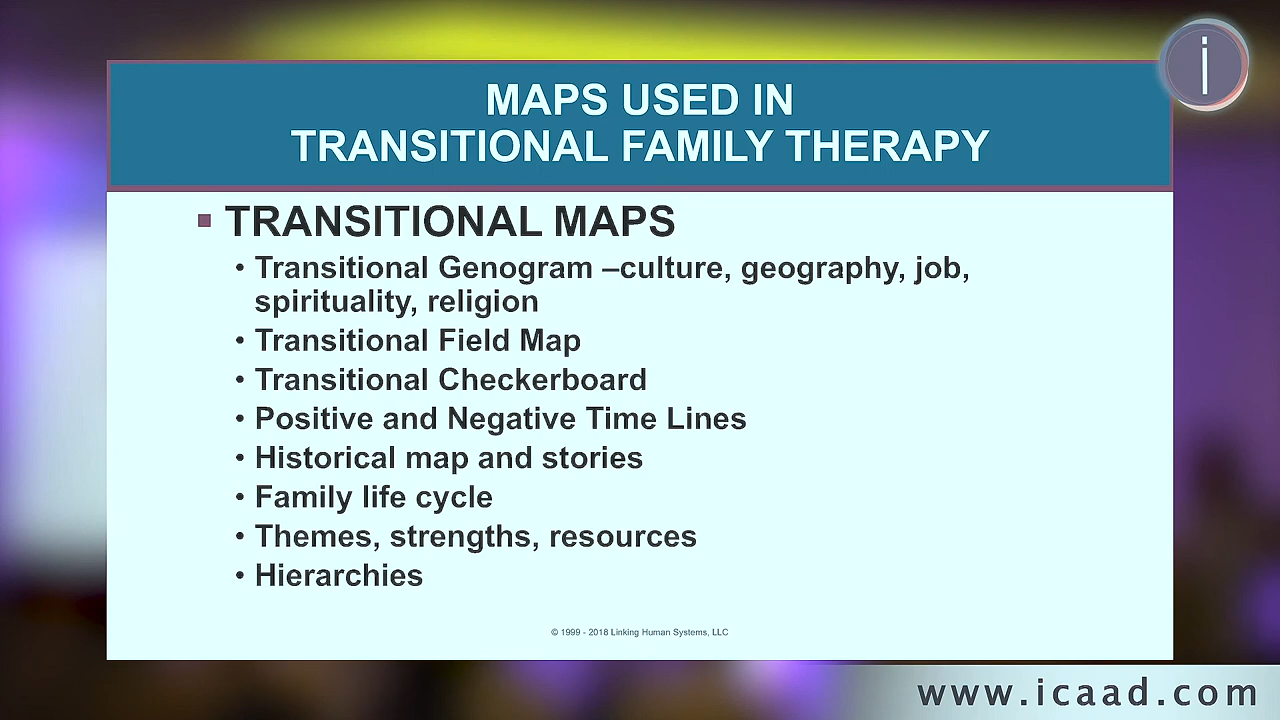 i
MAPS USED IN
TRANSITIONAL FAMILY THERAPY
▪ TRANSITIONAL MAPS
• Transitional Genogram –culture, geography, job,
spirituality, religion
• Transitional Field Map
• Transitional Checkerboard
• Positive and Negative Time Lines
• Historical map and stories
• Family life cycle
• Themes, strengths, resources
• Hierarchies
© 1999 - 2018 Linking Human Systems, LLC
www.icaad.com